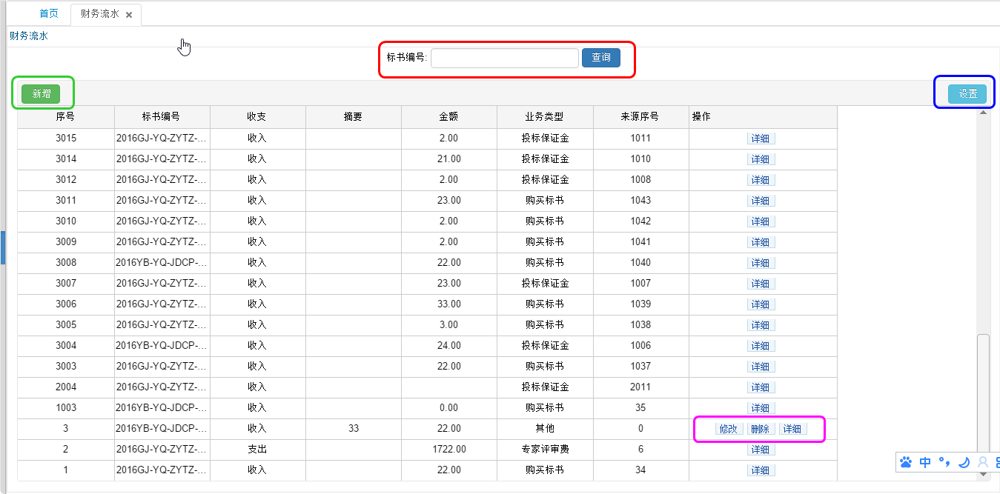 首页 财务流水 ×
财务流水
标书编号: 查询
新增 设置
序号 标书编号 收支 摘要 金额 业务类型 来源序号 操作
3015 2016GJ-YQ-ZYTZ-... 收入 2.00 投标保证金 1011 详细
3014 2016GJ-YQ-ZYTZ-... 收入 21.00 投标保证金 1010 详细
3012 2016GJ-YQ-ZYTZ-... 收入 2.00 投标保证金 1008 详细
3011 2016GJ-YQ-ZYTZ-... 收入 23.00 购买标书 1043 详细
3010 2016GJ-YQ-ZYTZ-... 收入 2.00 购买标书 1042 详细
3009 2016GJ-YQ-ZYTZ-... 收入 2.00 购买标书 1041 详细
3008 2016YB-YQ-JDCP-... 收入 22.00 购买标书 1040 详细
3007 2016GJ-YQ-ZYTZ-... 收入 23.00 投标保证金 1007 详细
3006 2016GJ-YQ-ZYTZ-... 收入 33.00 购买标书 1039 详细
3005 2016GJ-YQ-ZYTZ-... 收入 3.00 购买标书 1038 详细
3004 2016YB-YQ-JDCP-... 收入 24.00 投标保证金 1006 详细
3003 2016GJ-YQ-ZYTZ-... 收入 22.00 购买标书 1037 详细
2004 2016GJ-YQ-ZYTZ-... 收入 投标保证金 2011 详细
1003 2016YB-YQ-JDCP-... 收入 0.00 购买标书 35 详细
3 2016YB-YQ-JDCP-... 收入 33 22.00 其他 0 修改 删除 详细
2 2016GJ-YQ-ZYTZ-... 支出 1722.00 专家评审费 6 详细
1 2016GJ-YQ-ZYTZ-... 收入 22.00 购买标书 34 详细
中 °,